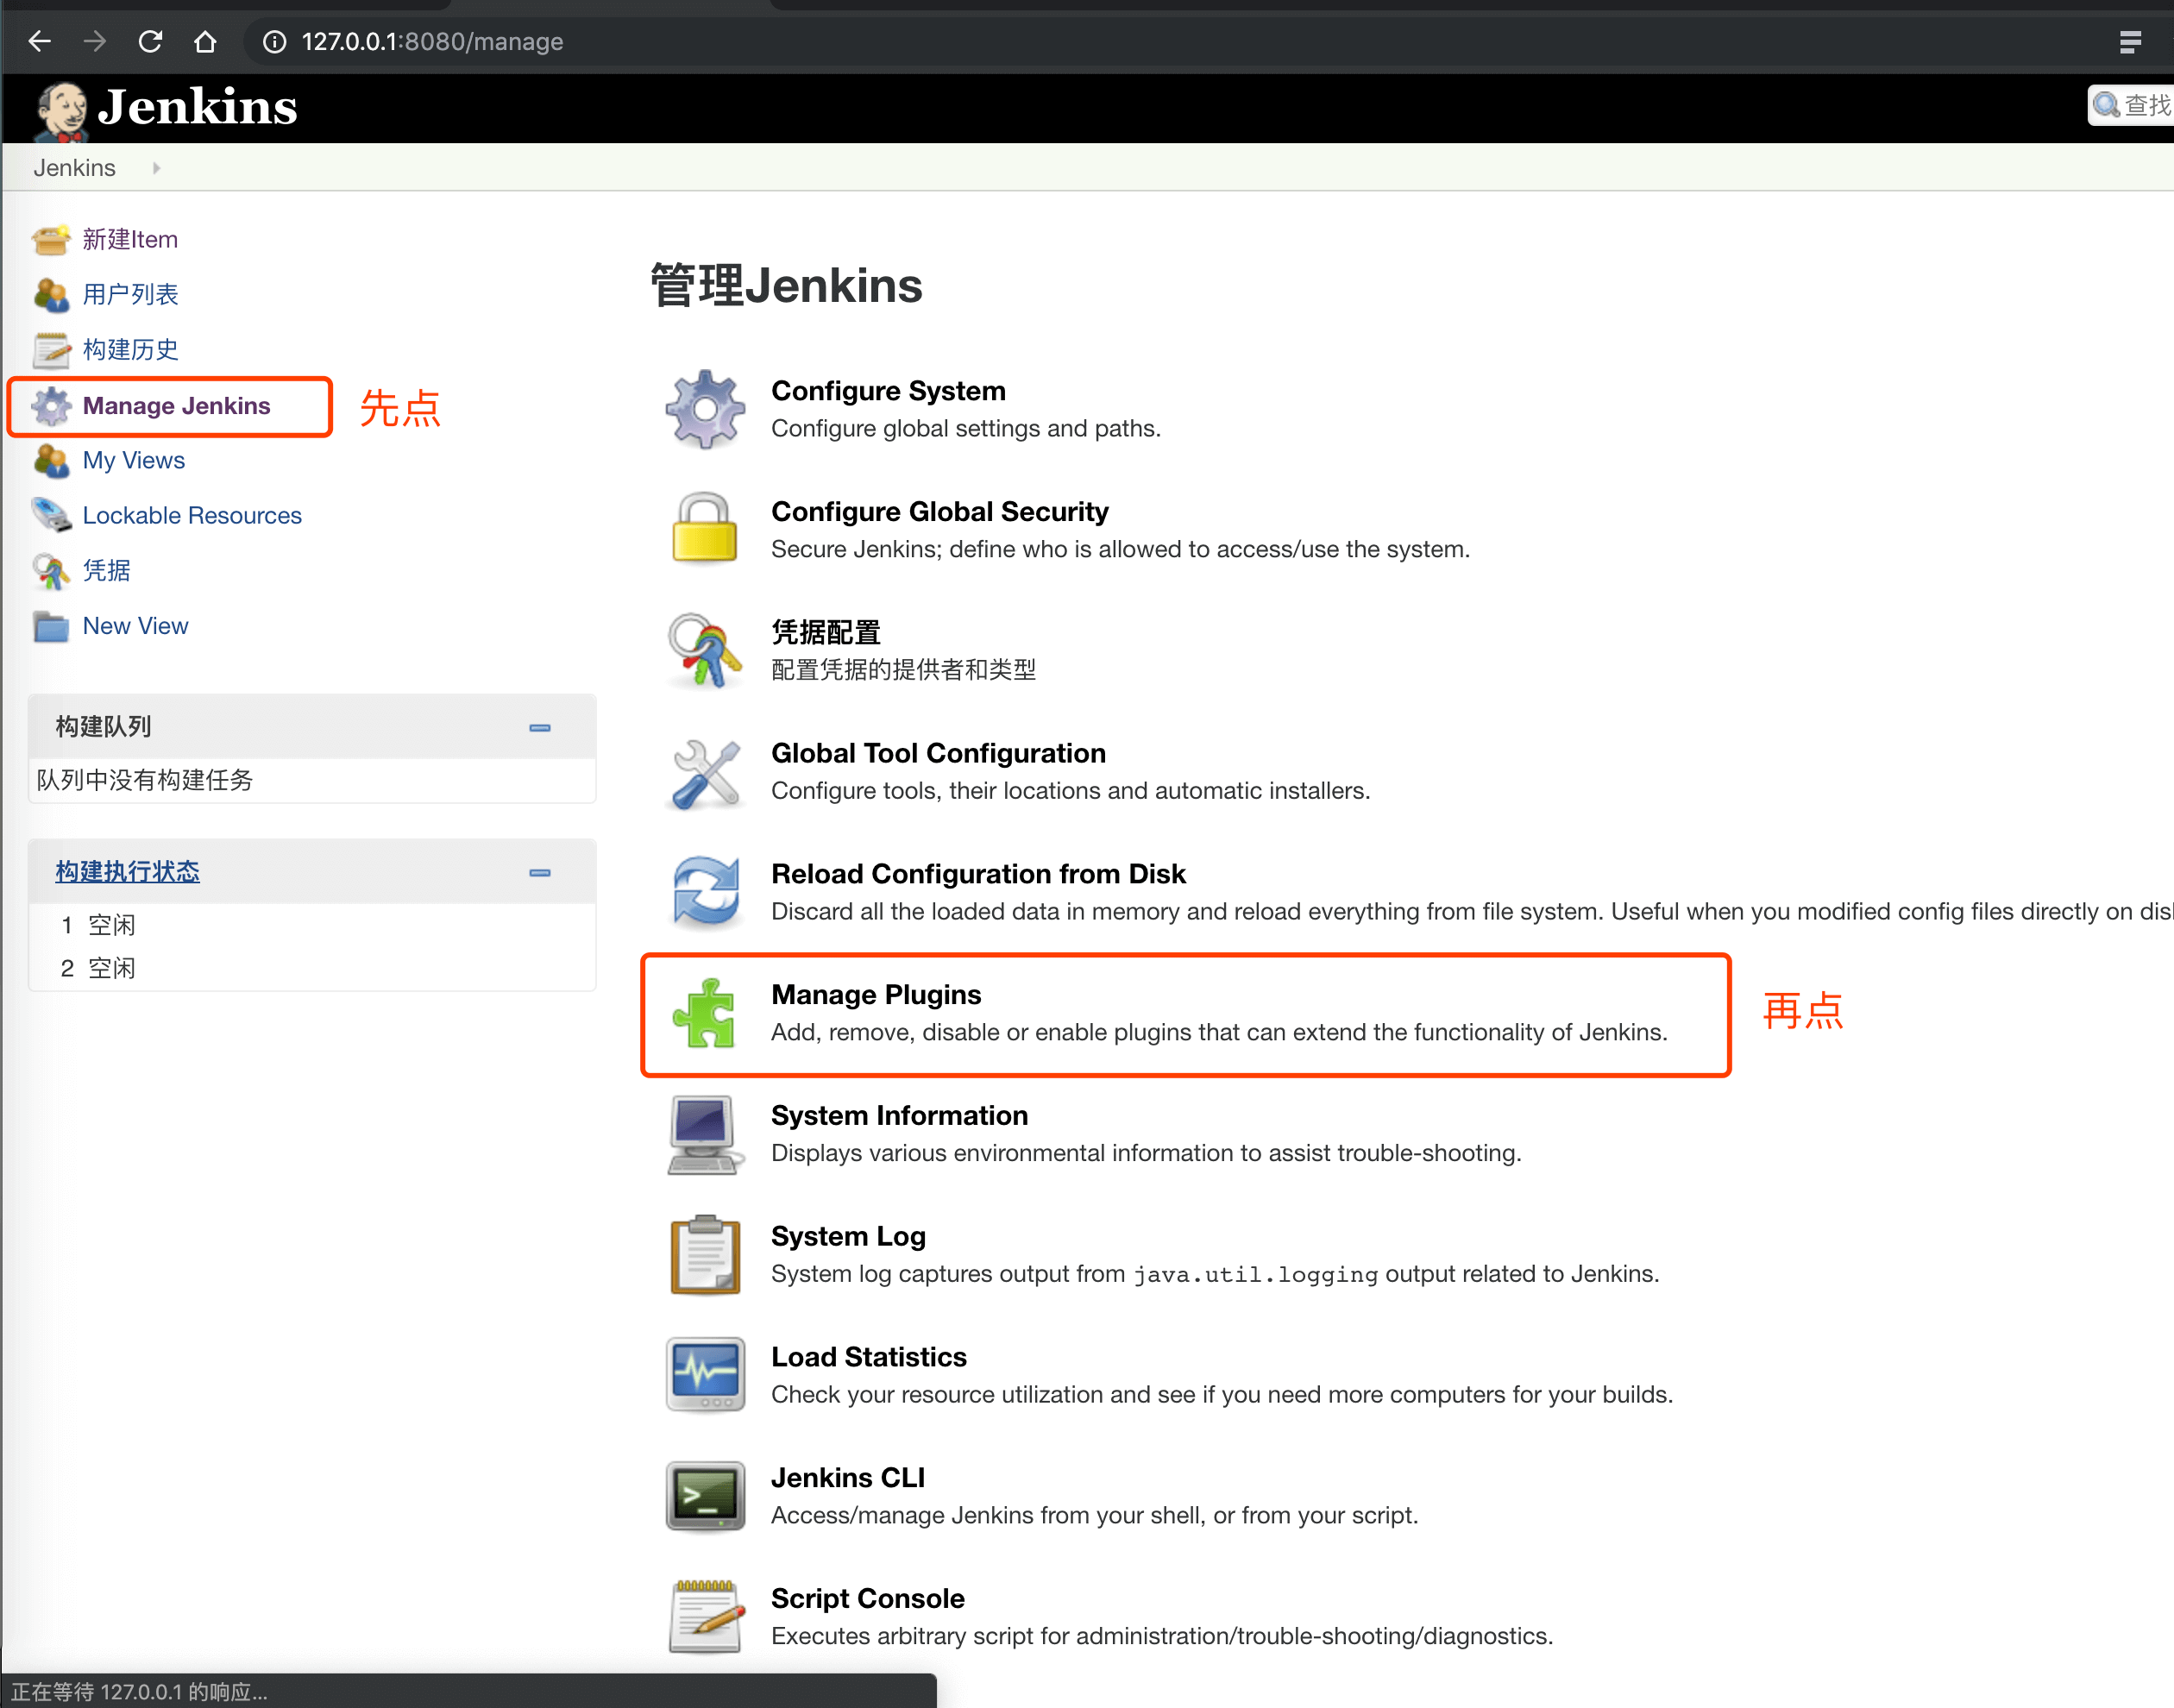 127.0.0.1:8080/manage
Jenkins
查找
Jenkins
新建Item
用户列表
构建历史
Manage Jenkins
先点
My Views
Lockable Resources
凭据
New View
构建队列
队列中没有构建任务
构建执行状态
1 空闲
2 空闲
管理Jenkins
Configure System
Configure global settings and paths.
Configure Global Security
Secure Jenkins; define who is allowed to access/use the system.
凭据配置
配置凭据的提供者和类型
Global Tool Configuration
Configure tools, their locations and automatic installers.
Reload Configuration from Disk
Discard all the loaded data in memory and reload everything from file system. Useful when you modified config files directly on
Manage Plugins
Add, remove, disable or enable plugins that can extend the functionality of Jenkins.
再点
System Information
Displays various environmental information to assist trouble-shooting.
System Log
System log captures output from java.util.logging output related to Jenkins.
Load Statistics
Check your resource utilization and see if you need more computers for your builds.
Jenkins CLI
Access/manage Jenkins from your shell, or from your script.
Script Console
Executes arbitrary script for administration/trouble-shooting/diagnostics.
正在等待 127.0.0.1 的响应...